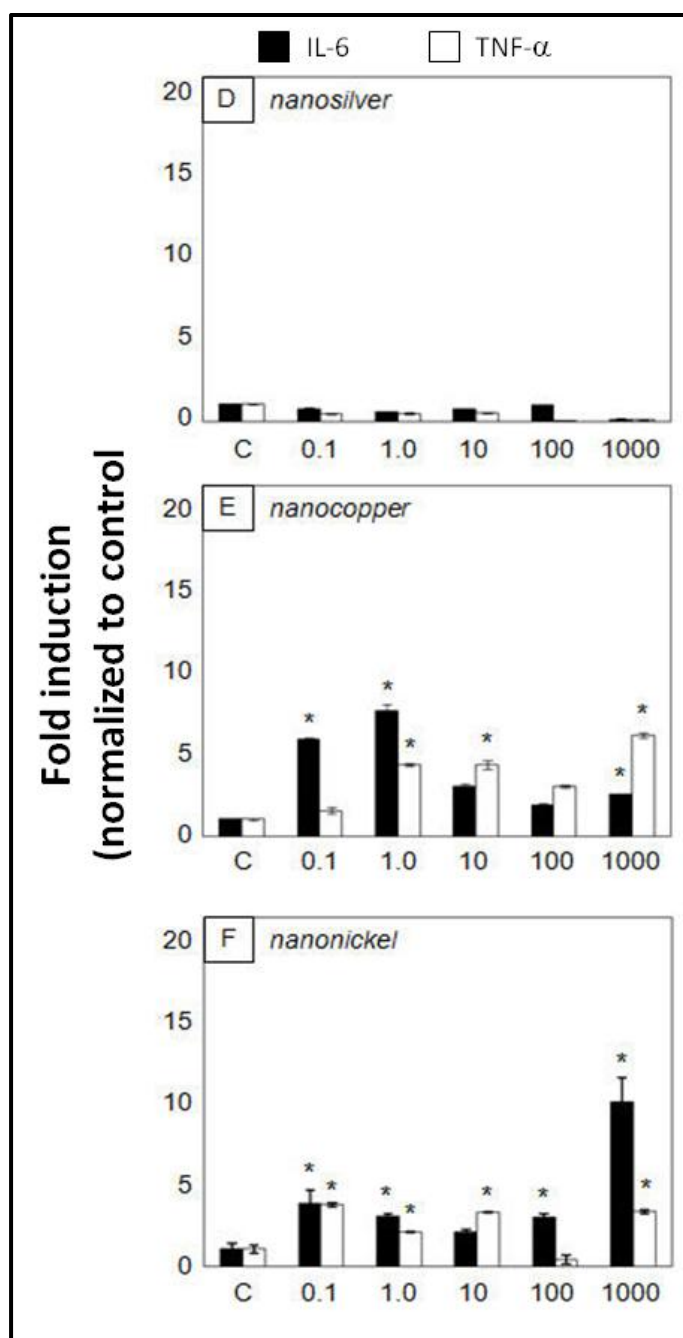 IL-6 TNF-α
Fold induction
(normalized to control
D nanosilver
20
15
10
5
0
C 0.1 1.0 10 100 1000
E nanocopper
20
15
10
* *
* * *
5
*
0
C 0.1 1.0 10 100 1000
F nanonickel
20
15
*
10
5
* * * * * * *
0
C 0.1 1.0 10 100 1000